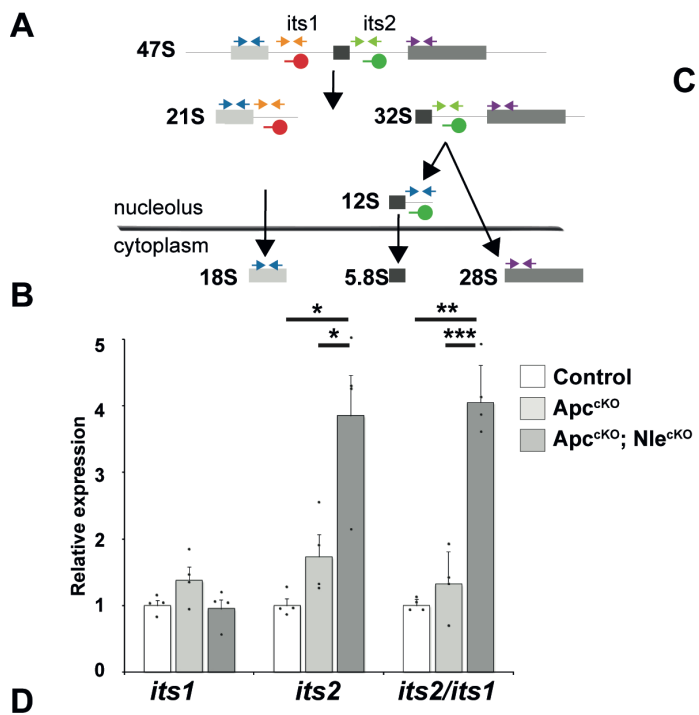 A
its1 its2
47S
C
21S 32S
12S
nucleolus
cytoplasm
18S 5.8S 28S
B
* ** 
* ***
5
4
3
2
1
0
Relative expression
Control
Apc^cKO
Apc^cKO; Nle^cKO
its1 its2 its2/its1
D